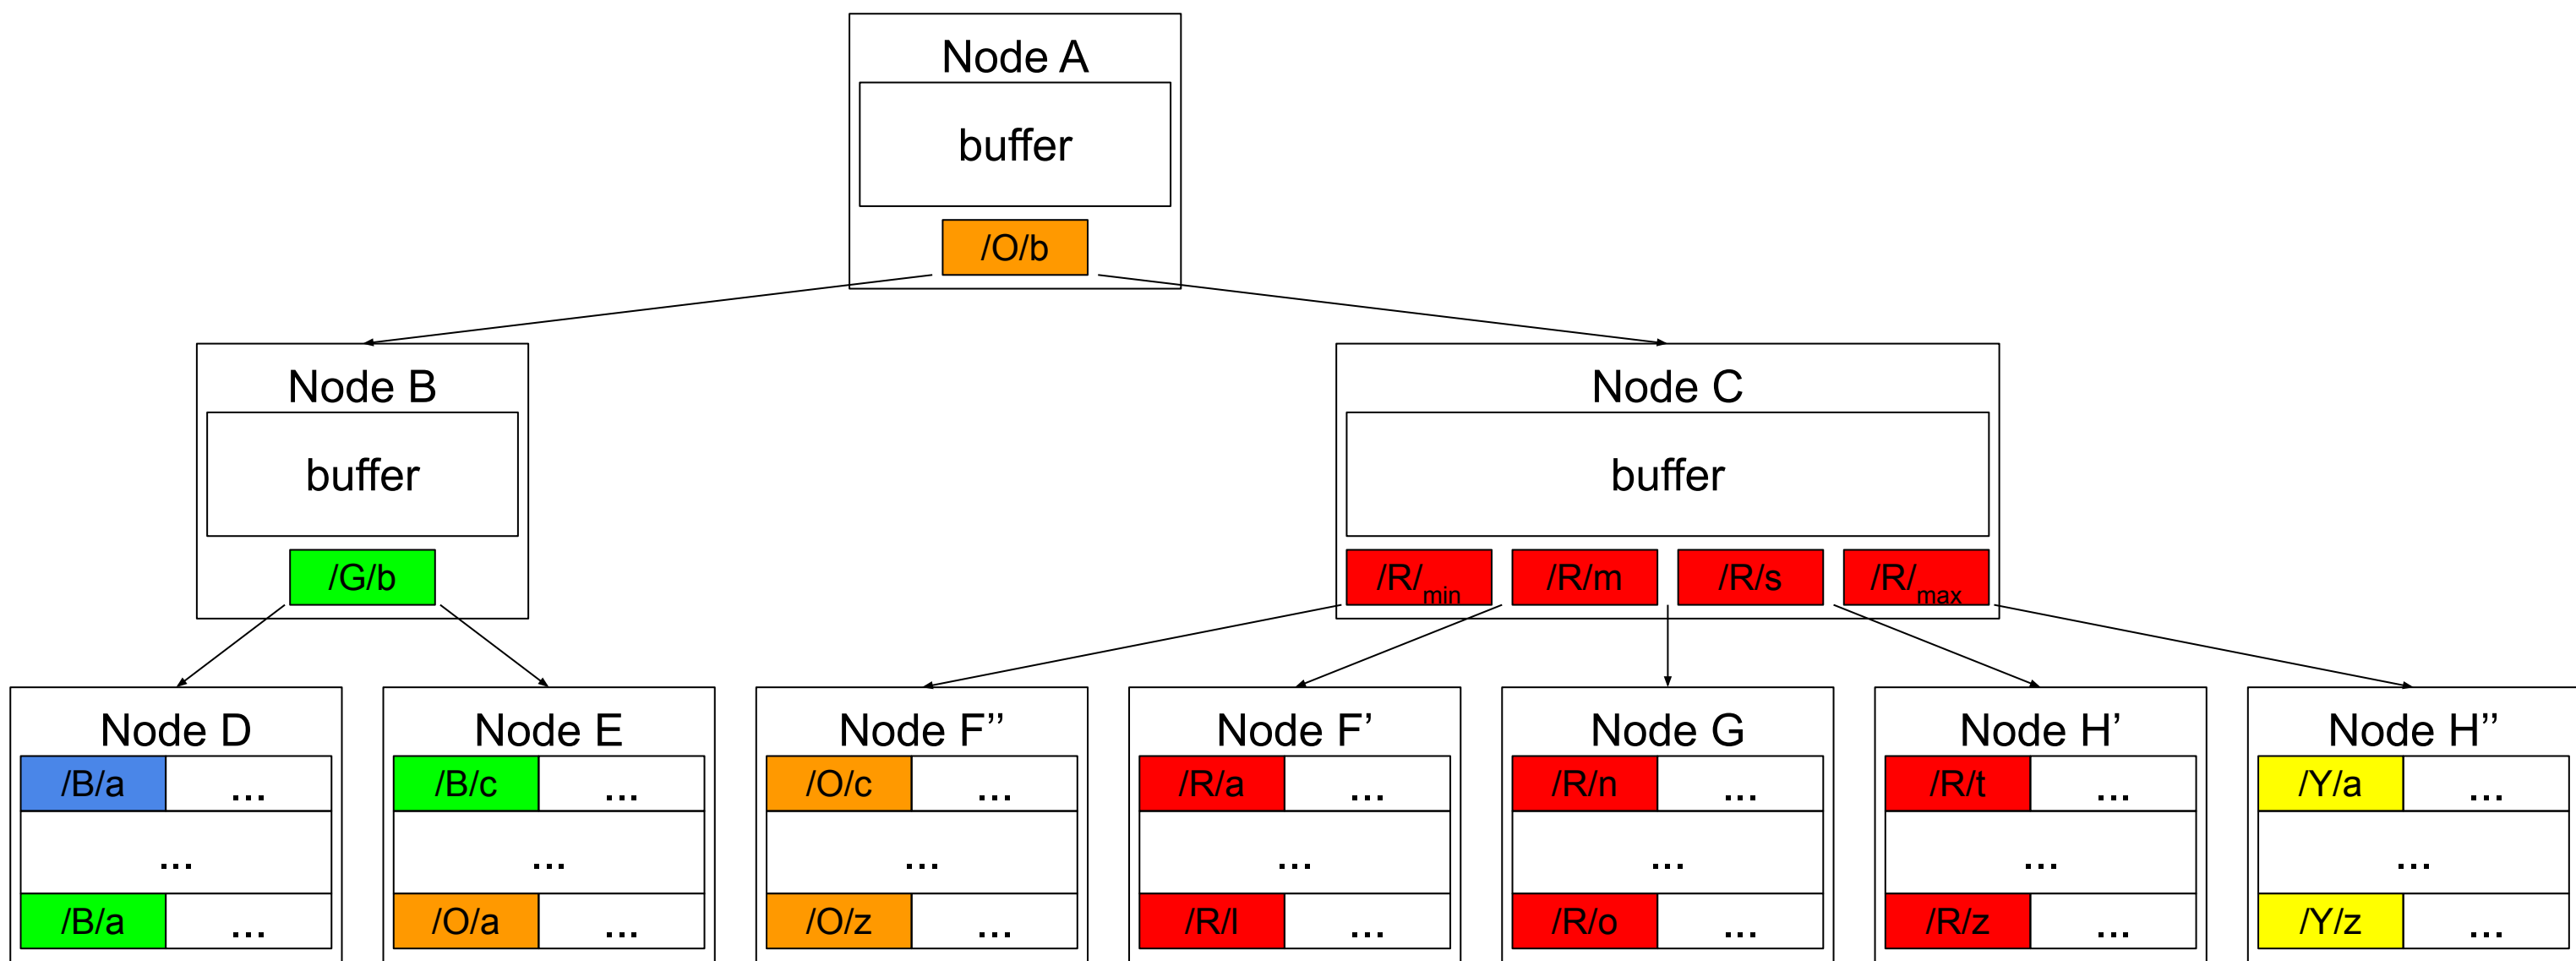 Node A
buffer
/O/b
Node B
buffer
/G/b
Node C
buffer
/R/min /R/m /R/s /R/max
Node D
/B/a ...
...
/B/a ...
Node E
/B/c ...
...
/O/a ...
Node F’’
/O/c ...
...
/O/z ...
Node F’
/R/a ...
...
/R/l ...
Node G
/R/n ...
...
/R/o ...
Node H’
/R/t ...
...
/R/z ...
Node H’’
/Y/a ...
...
/Y/z ...